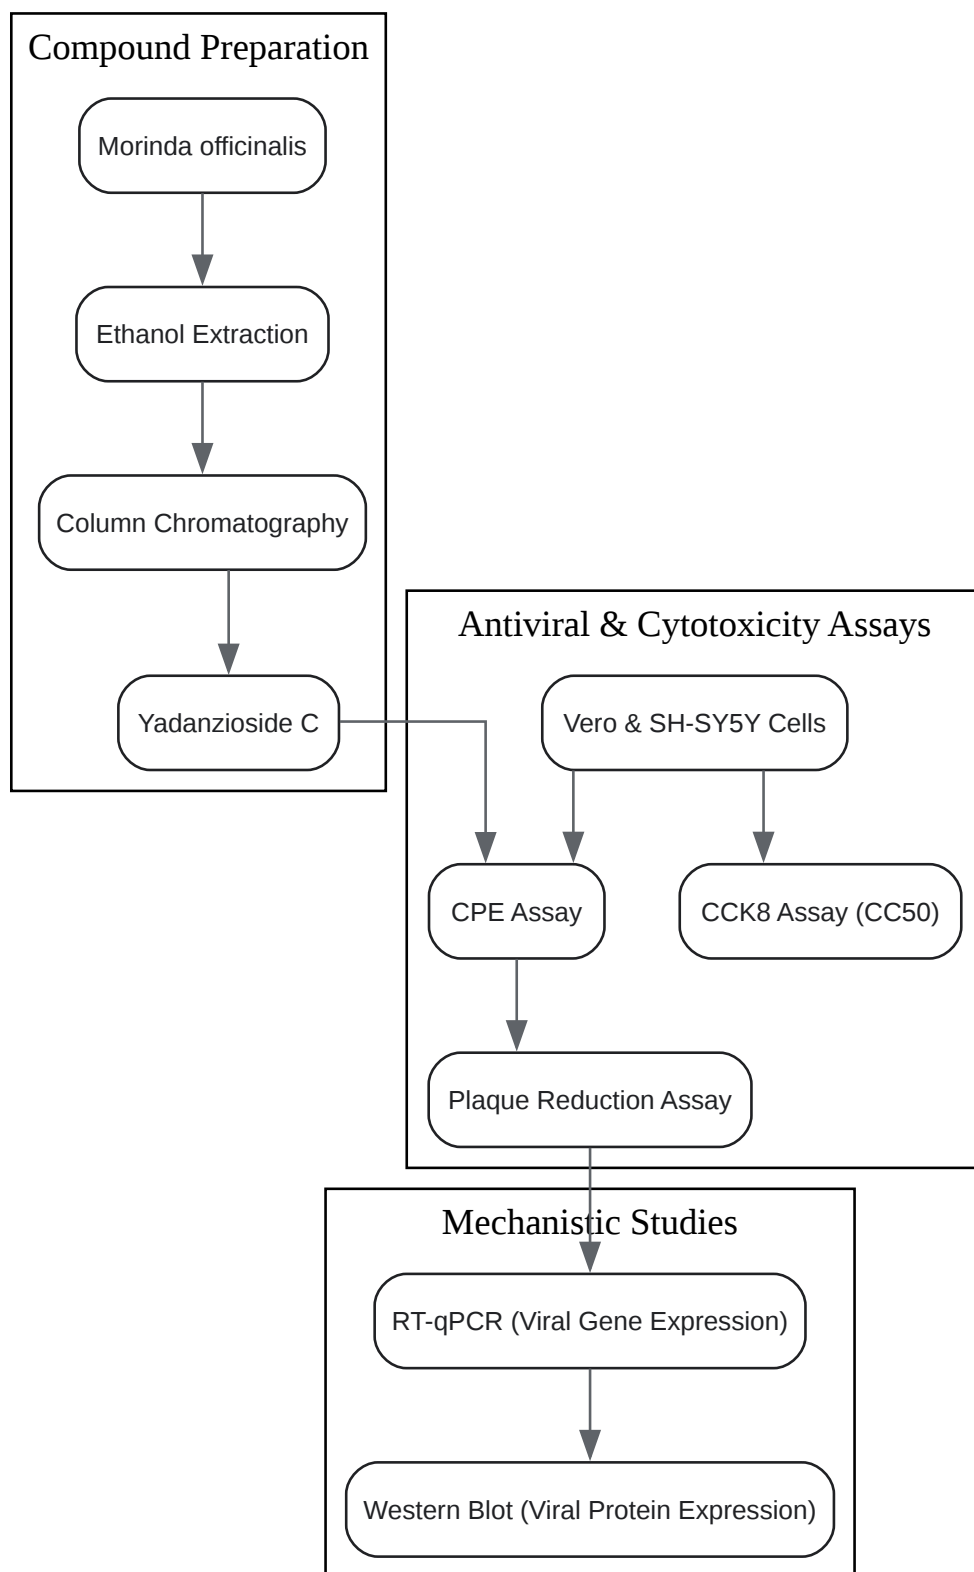 Compound Preparation
Morinda officinalis
Ethanol Extraction
Column Chromatography
Yadanzioside C
Antiviral & Cytotoxicity Assays
Vero & SH-SY5Y Cells
CPE Assay
CCK8 Assay (CC50)
Plaque Reduction Assay
Mechanistic Studies
RT-qPCR (Viral Gene Expression)
Western Blot (Viral Protein Expression)